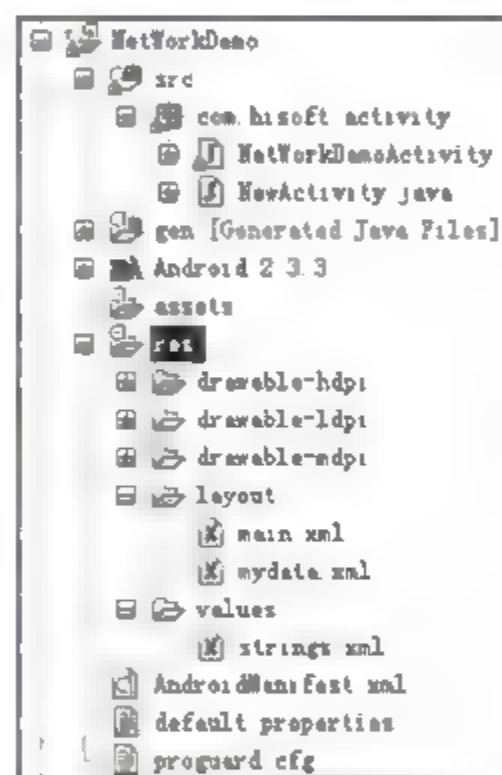 NetWorkDemo
src
com.hisoft activity
NetWorkDemoActivity
NewActivity java
gen [Generated Java Files]
Android 2 3.3
assets
res
drawable-hdpi
drawable-ldpi
drawable-mdpi
layout
main xml
mydata xml
values
strings xml
AndroidManifest xml
default properties
proguard cfg